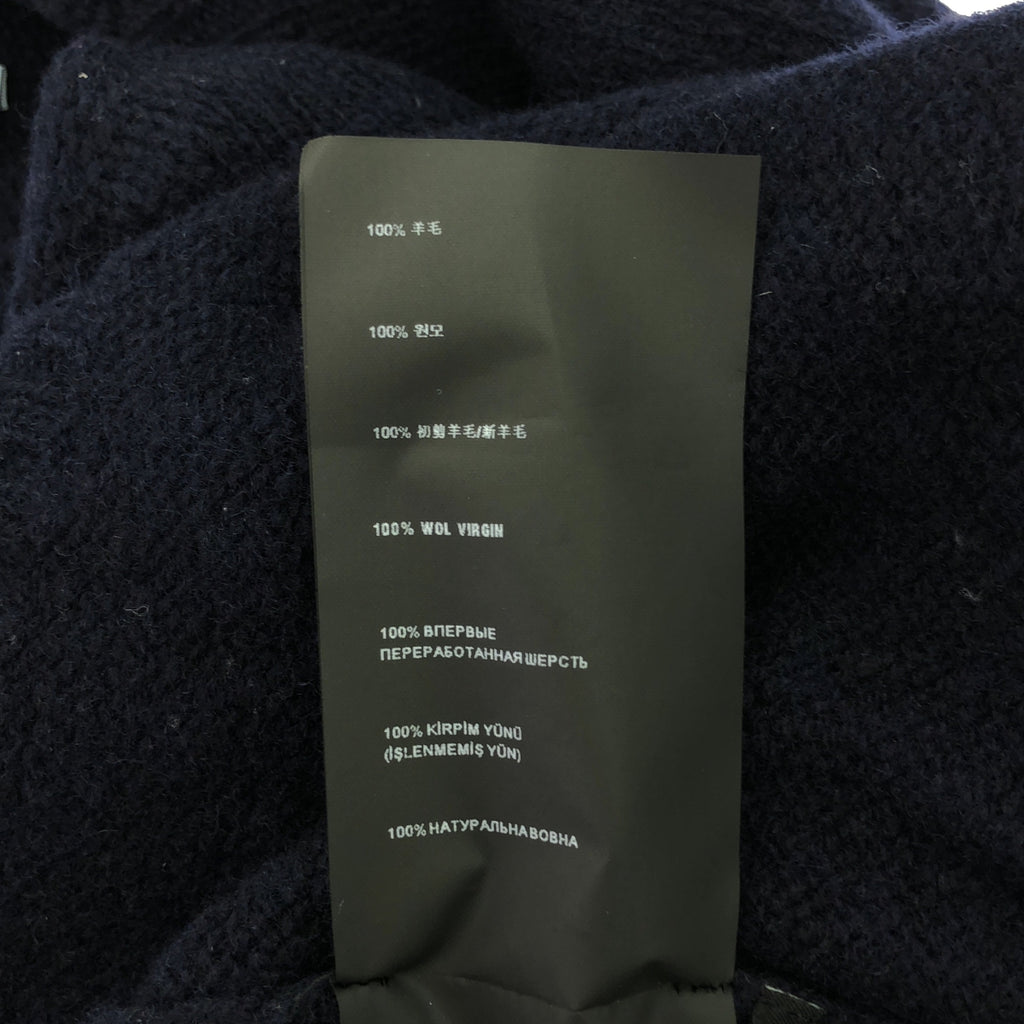 100% 羊毛
100% 원모
100% 初剪羊毛/新羊毛
100% WOL VIRGIN
100% ВПЕРВЫЕ
ПЕРЕРАБОТАННАЯ ШЕРСТЬ
100% KİRPİM YÜNÜ
(İŞLENMEMİŞ YÜN)
100% НАТУРАЛЬНА ВОВНА